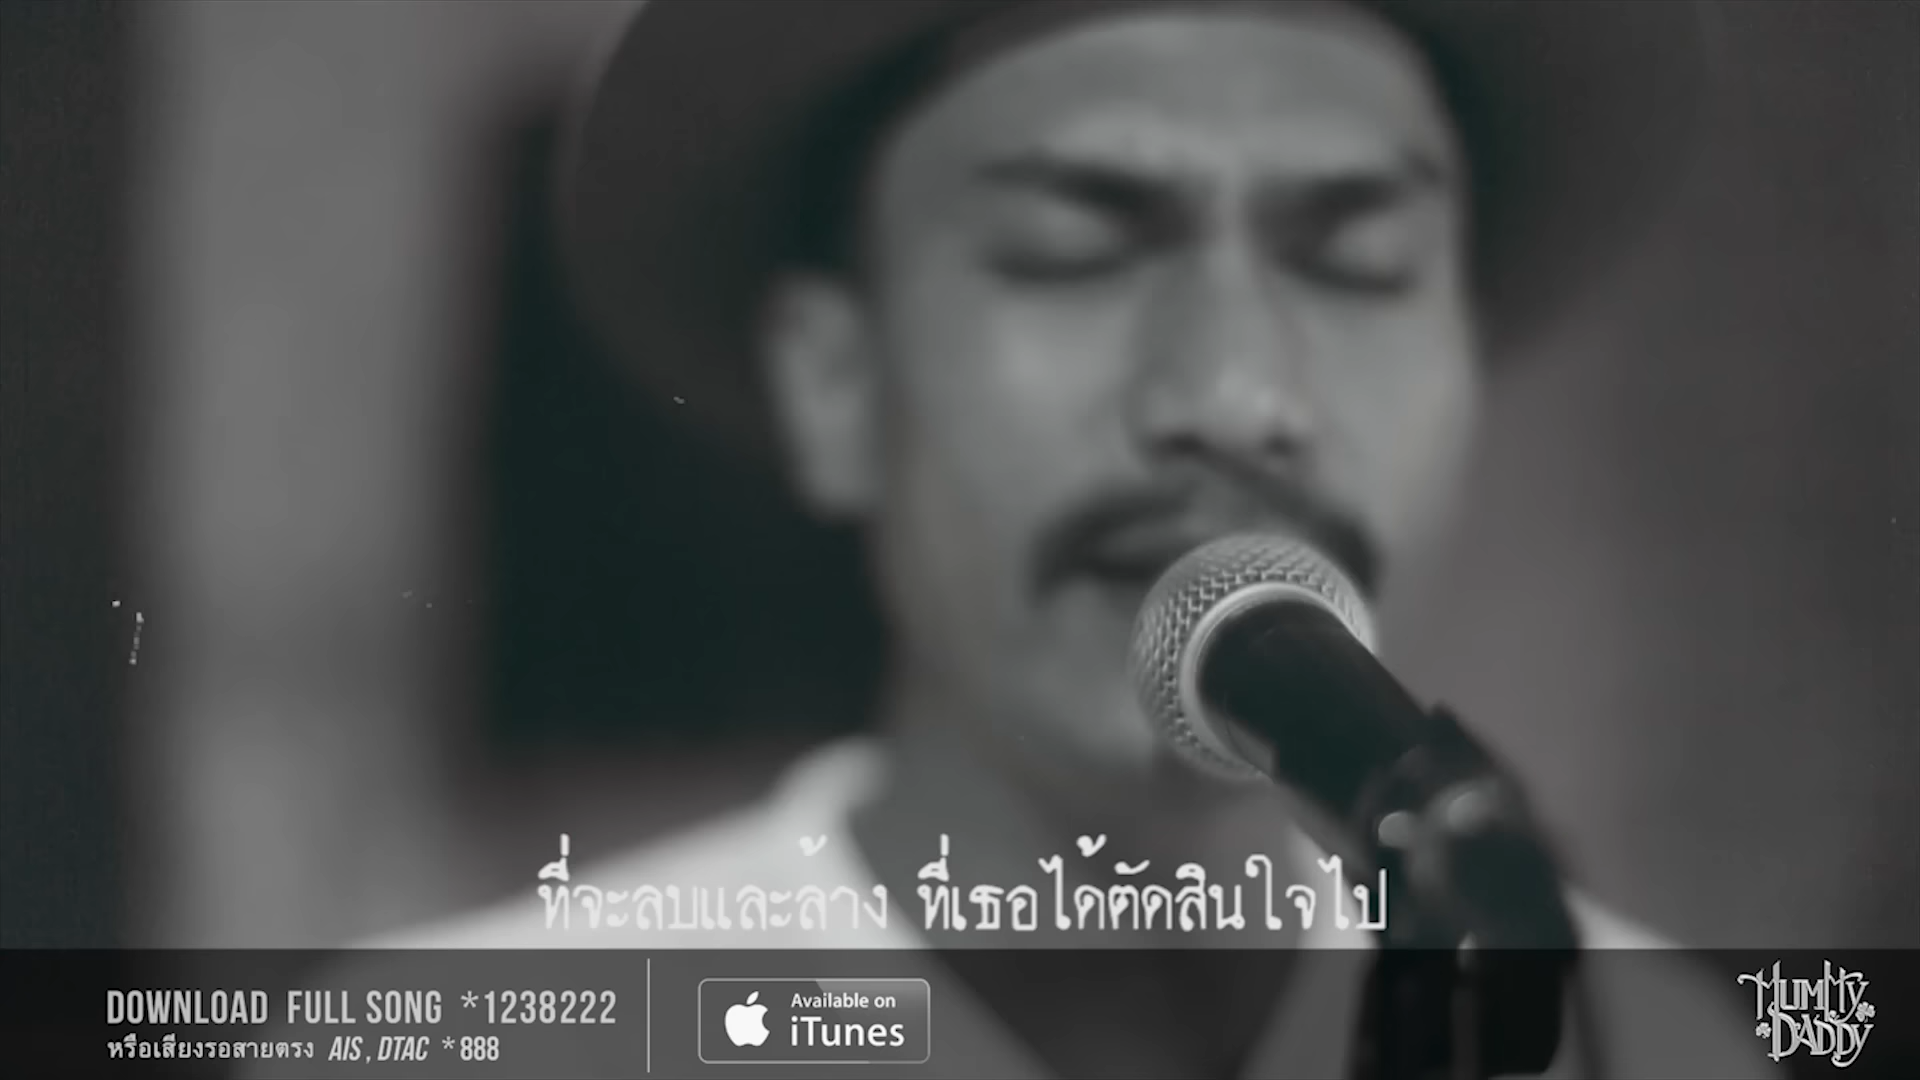 ที่จะลบและล้าง ที่เธอได้ตัดสินใจไป
DOWNLOAD FULL SONG *1238222
หรือเสียงรอสายตรง AIS , DTAC *888
Available on
iTunes
MUMMY
DADDY